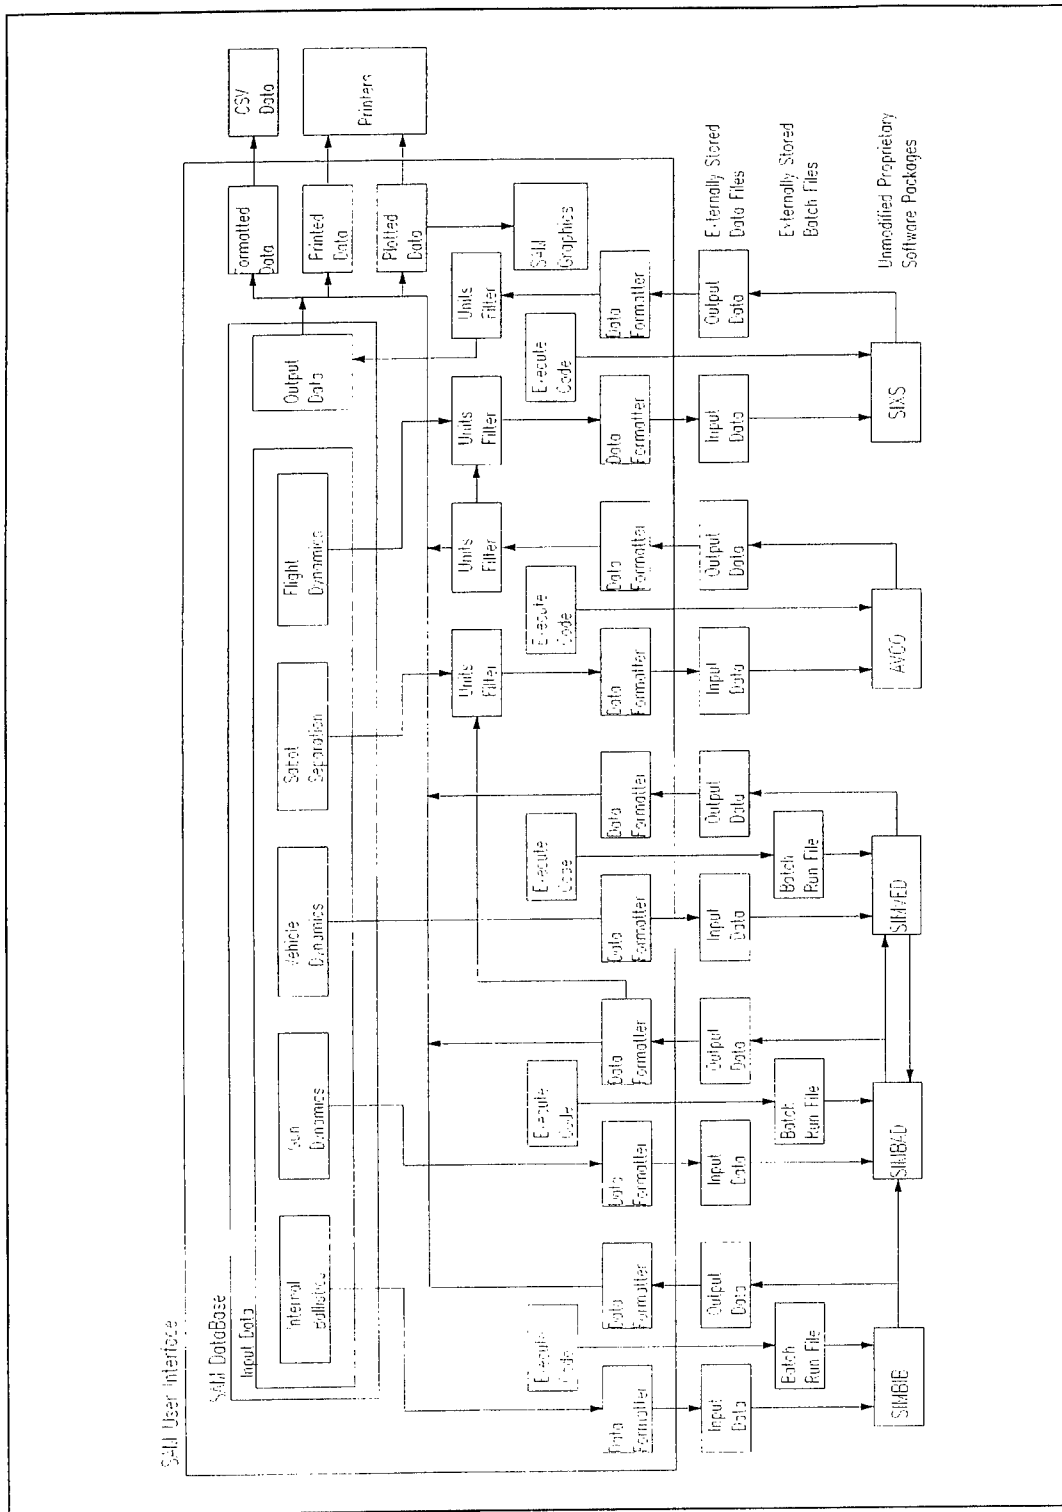 SAM User Interface
SAM DataBase
Input Data
Internal
Ballistics
Gun
Dynamics
Vehicle
Dynamics
Sabot
Separation
Flight
Dynamics
Output
Data
Formatted
Data
CSV
Data
Printed
Data
Plotted
Data
Printers
SAM
Graphics
Units
Filter
Units
Filter
Units
Filter
Units
Filter
Execute
Code
Execute
Code
Execute
Code
Execute
Code
Execute
Code
Data
Formatter
Data
Formatter
Data
Formatter
Data
Formatter
Data
Formatter
Data
Formatter
Data
Formatter
Data
Formatter
Data
Formatter
Data
Formatter
Input
Data
Output
Data
Input
Data
Output
Data
Input
Data
Output
Data
Input
Data
Output
Data
Input
Data
Output
Data
Externally Stored
Data Files
Batch
Run File
Batch
Run File
Batch
Run File
Externally Stored
Batch Files
SIMBIB
SIMBAD
SIMVED
AVCO
SIXS
Unmodified Proprietary
Software Packages